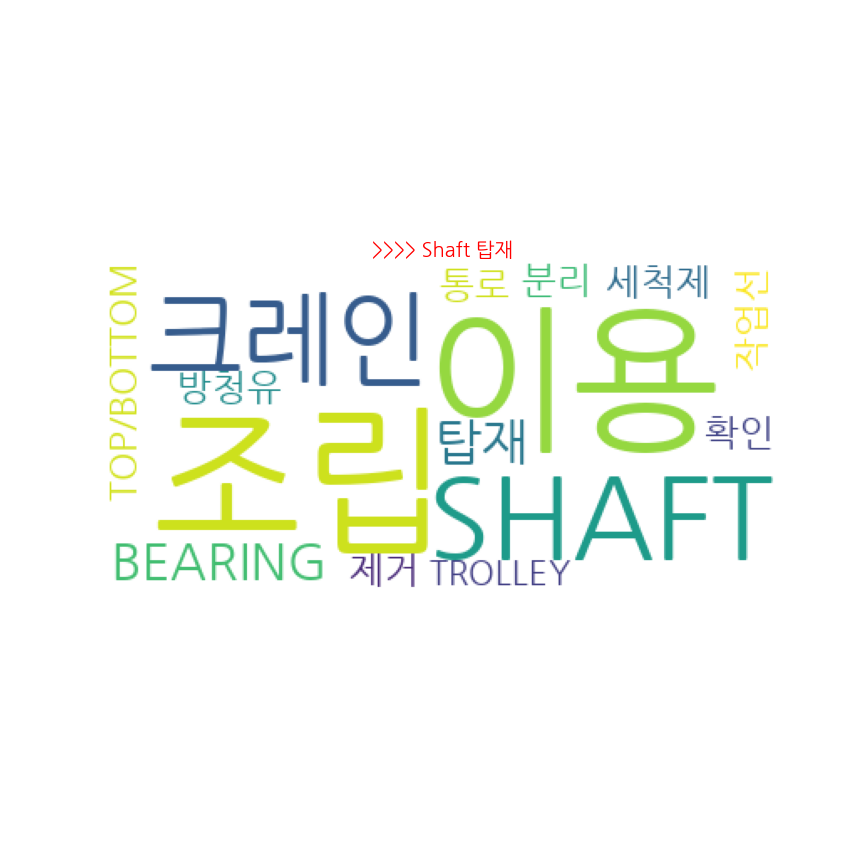 >>>> Shaft 탑재
TOP/BOTTOM
크레인
방청유
통로
분리
세척제
작업선
이용
탑재
확인
조립
SHAFT
BEARING
제거
TROLLEY